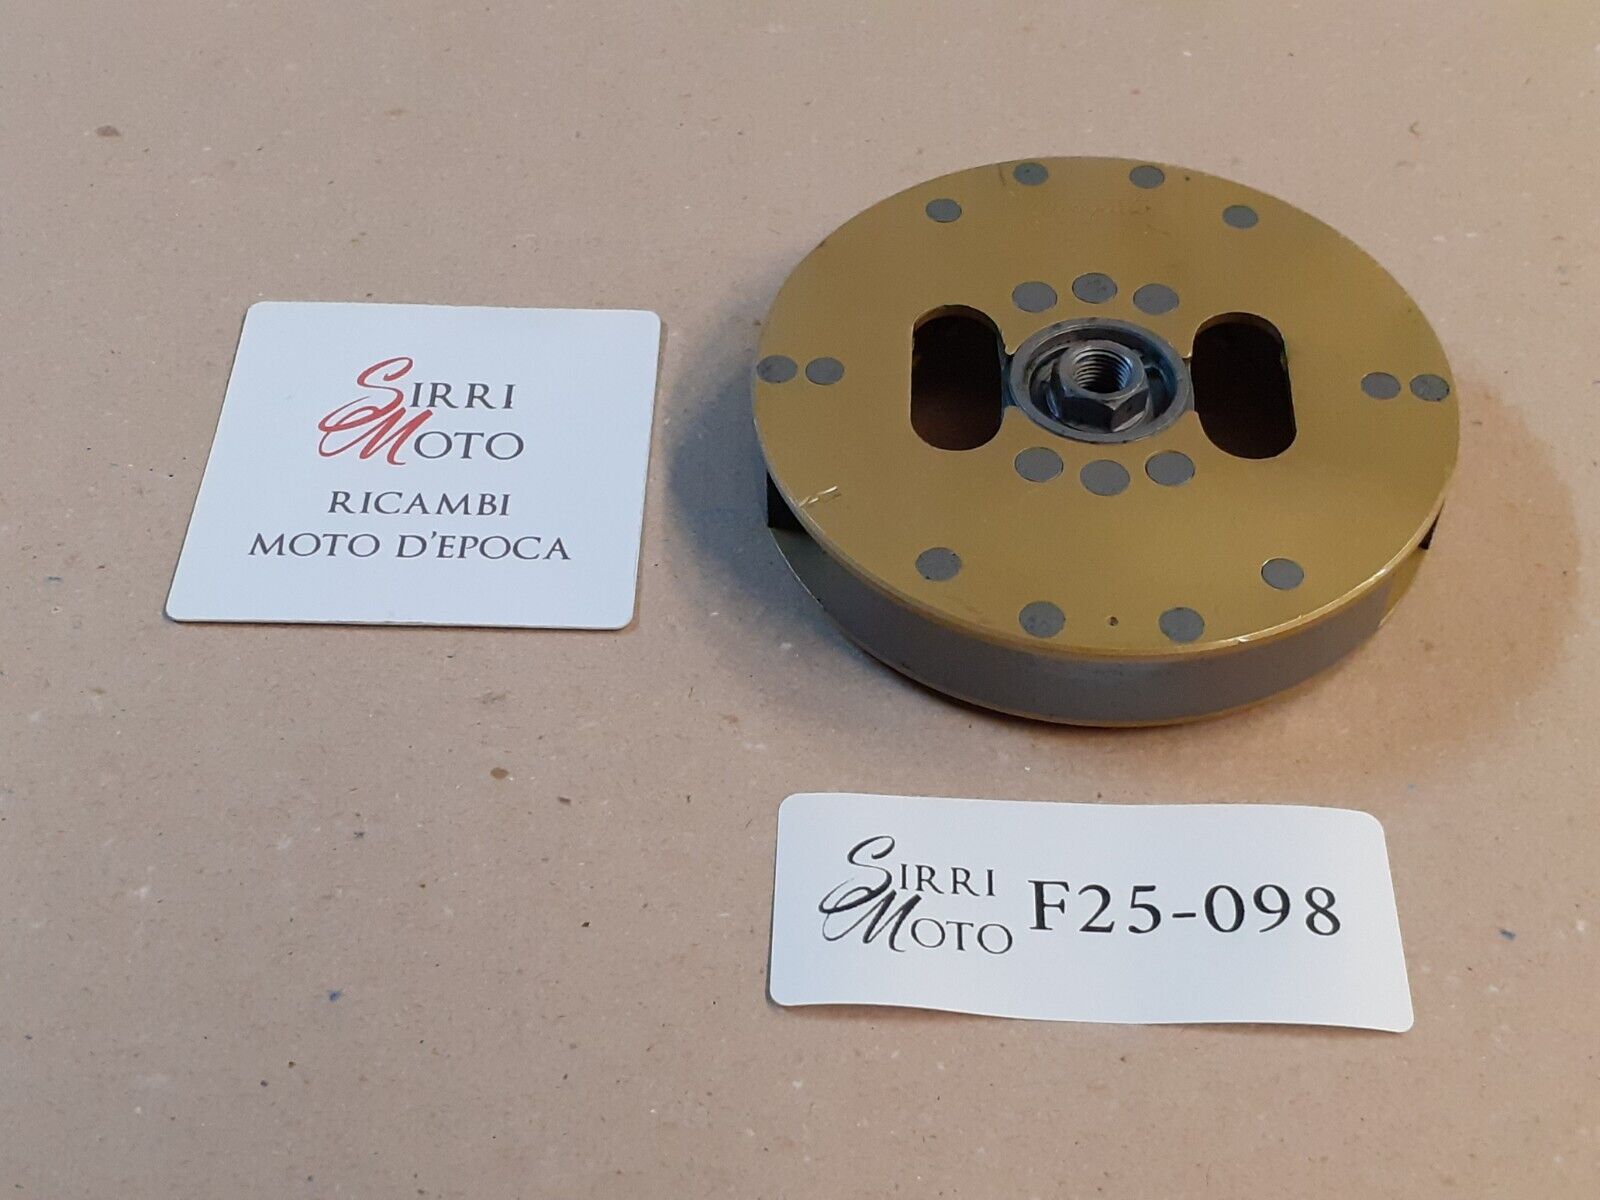 SIRRI
MOTO
RICAMBI
MOTO D'EPOCA
SIRRI
MOTO
F25-098